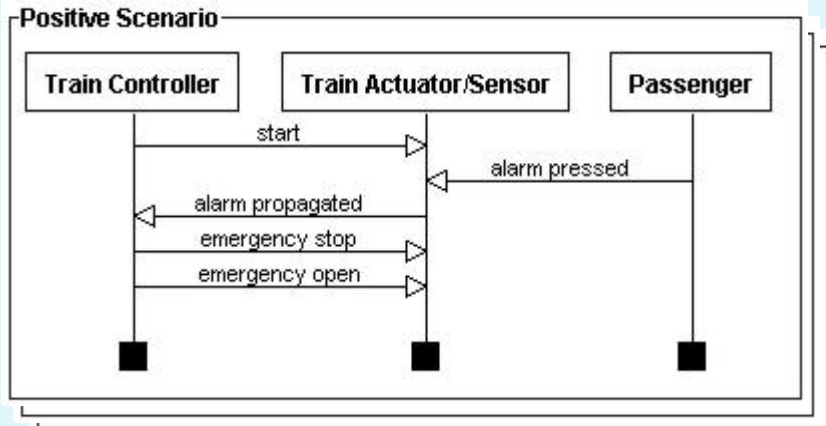 Positive Scenario
Train Controller
Train Actuator/Sensor
Passenger
start
alarm pressed
alarm propagated
emergency stop
emergency open